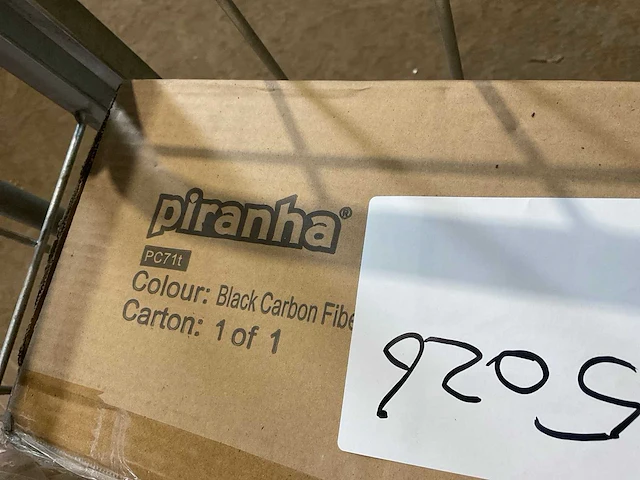 piranha®
PC71t
Colour: Black Carbon Fibe
Carton: 1 of 1
9205